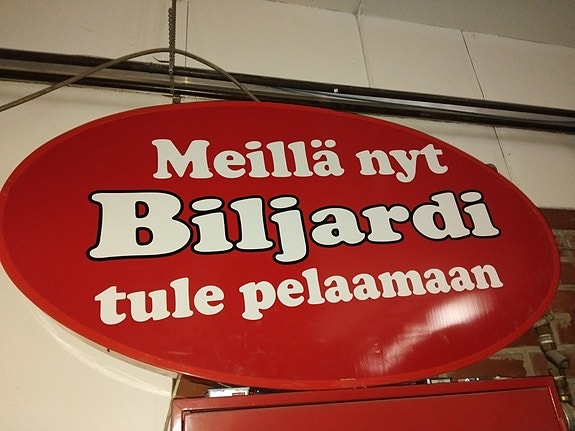 Meillä nyt
Biljardi
tule pelaamaan